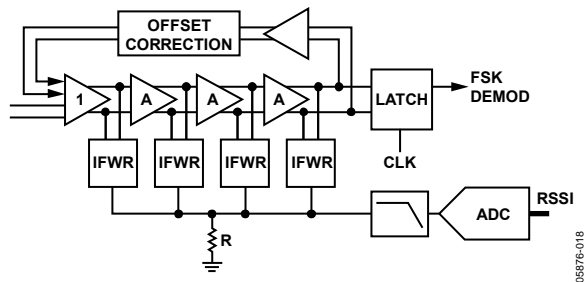 OFFSET
CORRECTION
1
A
A
A
LATCH
FSK
DEMOD
IFWR
IFWR
IFWR
IFWR
CLK
R
ADC
RSSI
05876-018